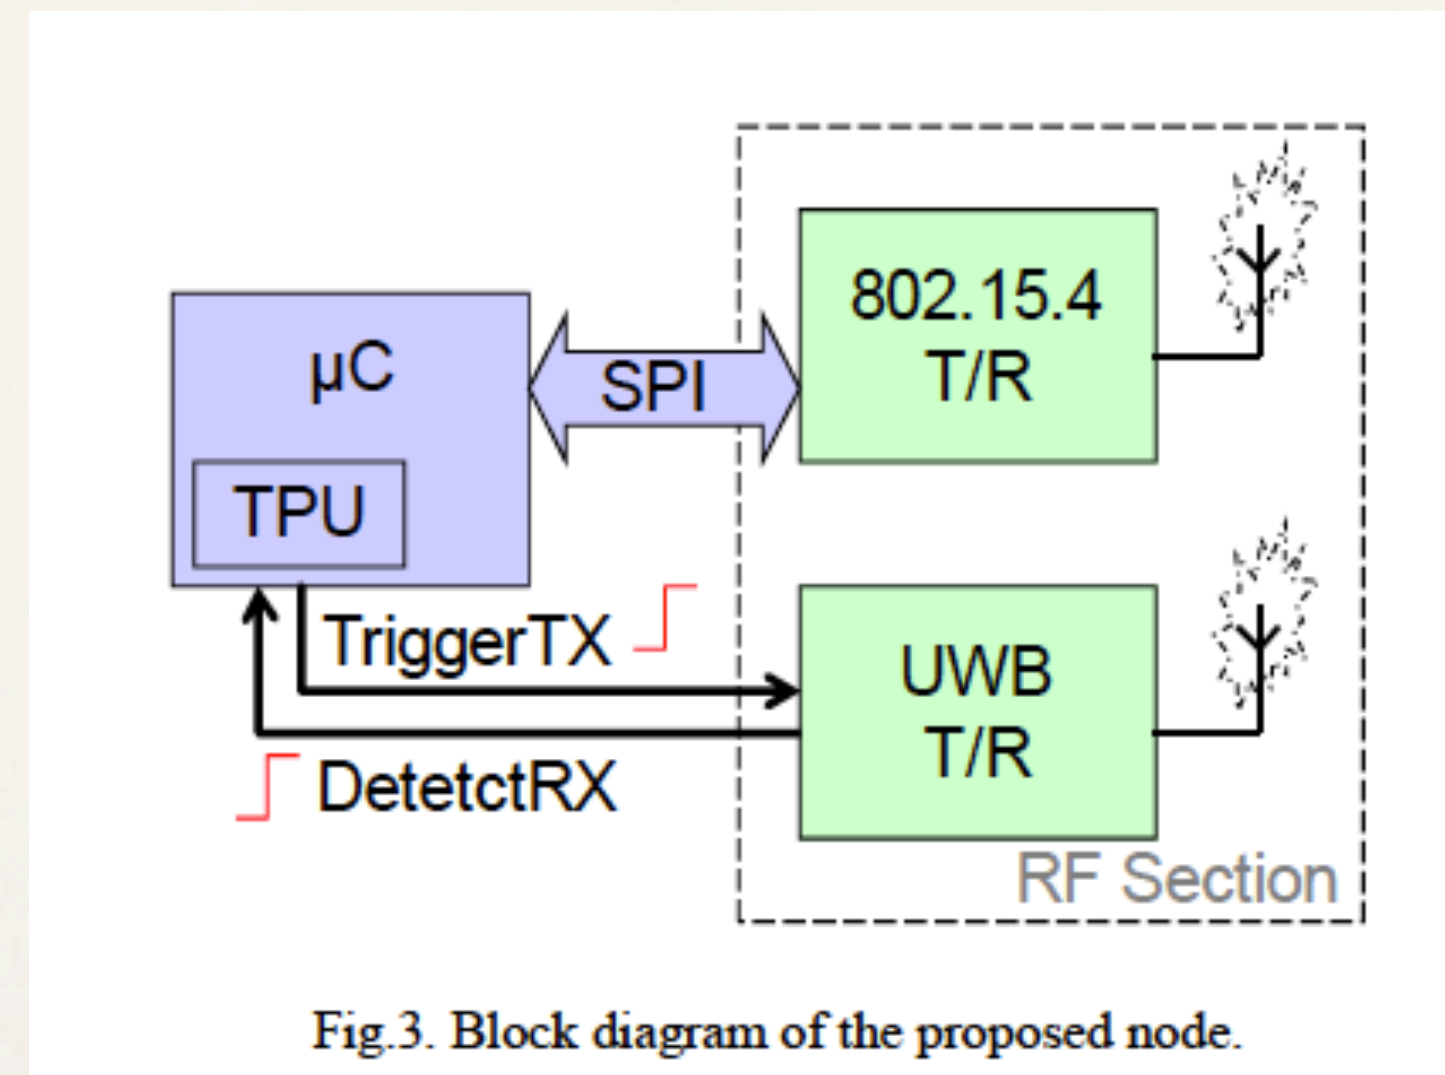 802.15.4
T/R
µC
SPI
TPU
TriggerTX
UWB
T/R
DetetctRX
RF Section
Fig.3. Block diagram of the proposed node.